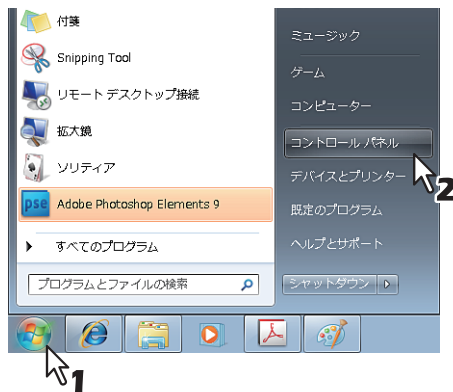 付箋
Snipping Tool
リモート デスクトップ接続
拡大鏡
ソリティア
pse Adobe Photoshop Elements 9
すべてのプログラム
プログラムとファイルの検索
ミュージック
ゲーム
コンピューター
コントロール パネル
デバイスとプリンター
既定のプログラム
ヘルプとサポート
シャットダウン
2
1